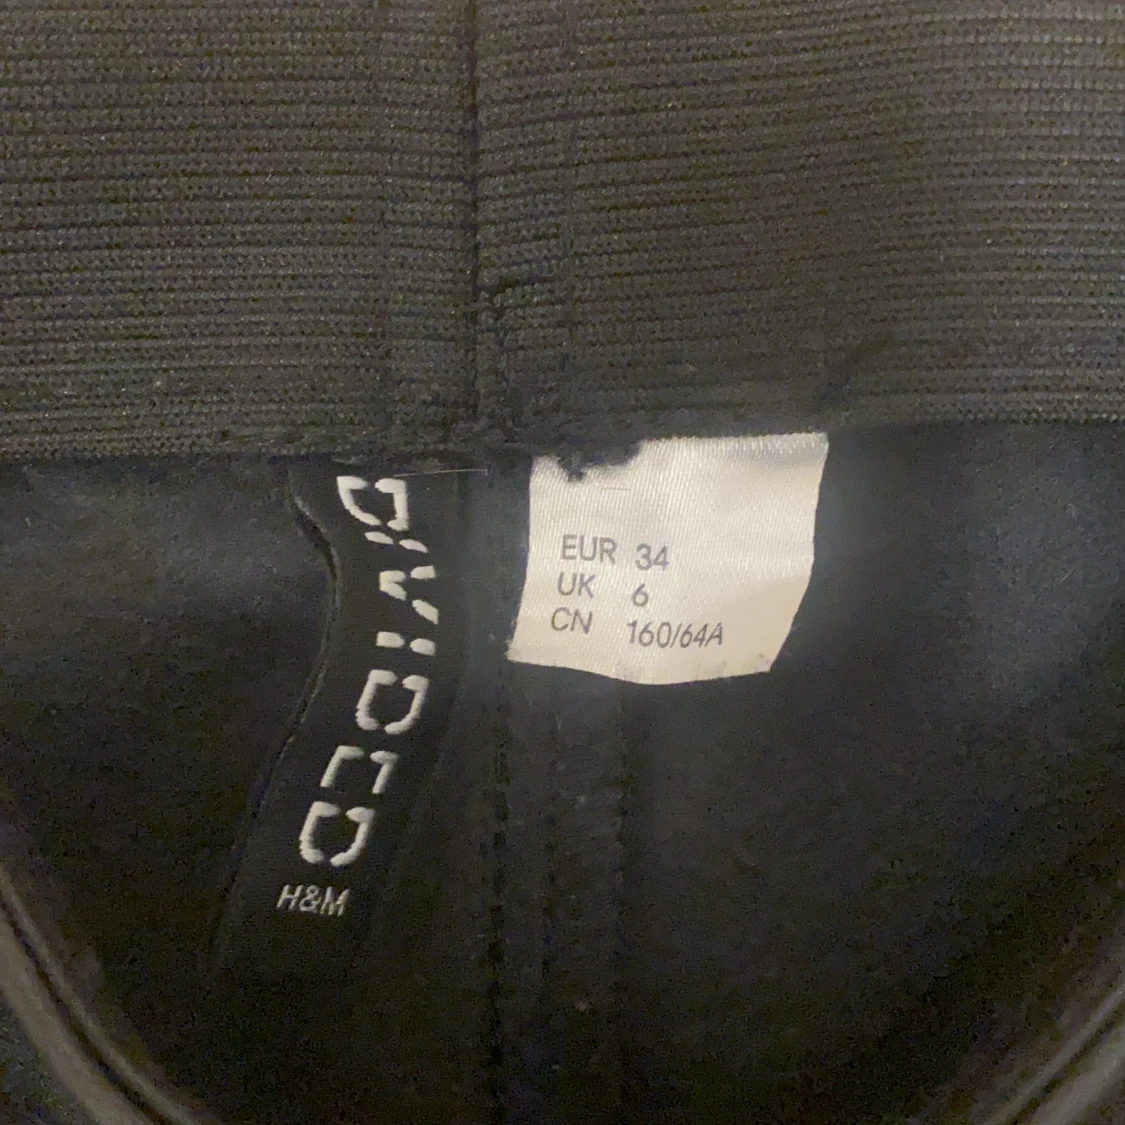 DIVIDED
H&M
EUR 34
UK 6
CN 160/64A